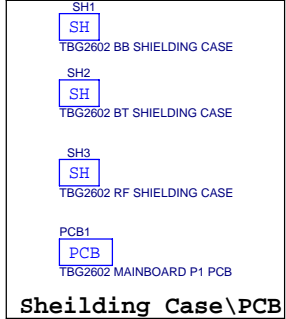 SH1
SH
TBG2602 BB SHIELDING CASE
SH2
SH
TBG2602 BT SHIELDING CASE
SH3
SH
TBG2602 RF SHIELDING CASE
PCB1
PCB
TBG2602 MAINBOARD P1 PCB
Sheilding Case\PCB